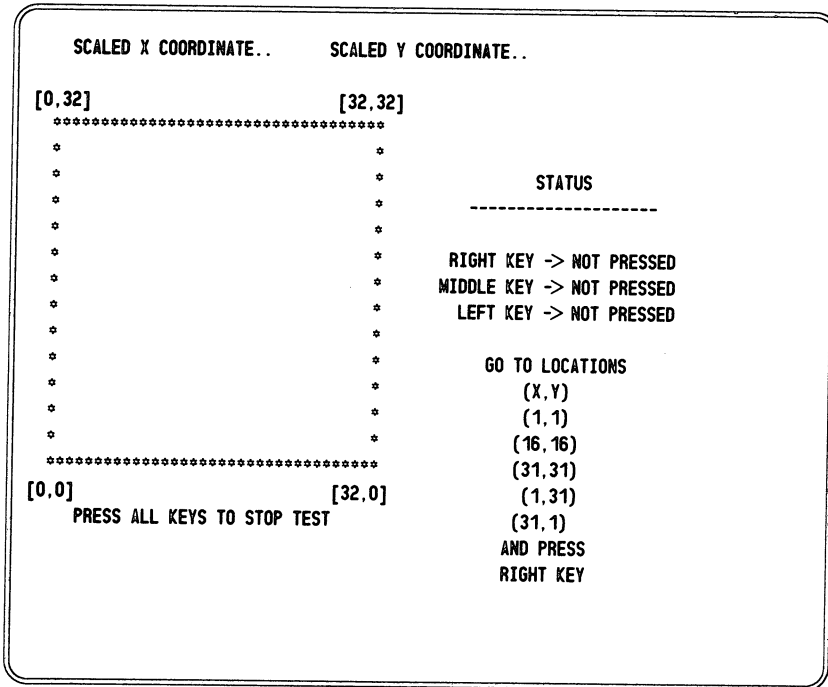 SCALED X COORDINATE.. SCALED Y COORDINATE..
[0,32] [32,32]
STATUS
---------------------
RIGHT KEY -> NOT PRESSED
MIDDLE KEY -> NOT PRESSED
LEFT KEY -> NOT PRESSED
GO TO LOCATIONS
(X,Y)
(1,1)
(16,16)
(31,31)
(1,31)
(31,1)
AND PRESS
RIGHT KEY
[0,0] [32,0]
PRESS ALL KEYS TO STOP TEST